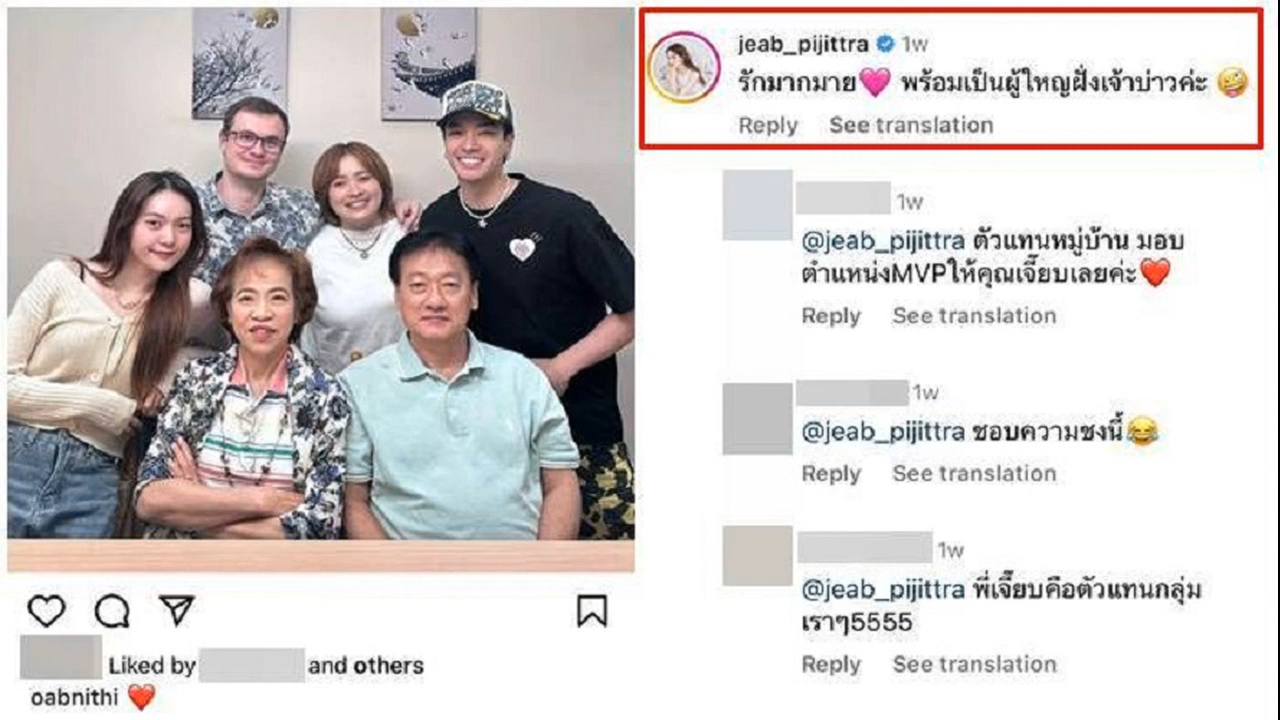 jeab_pijittra 1w
รักมากมาย🩷 พร้อมเป็นผู้ใหญ่ฝั่งเจ้าบ่าวค่ะ 🤪
Reply See translation
1w
@jeab_pijittra ตัวแทนหมู่บ้าน มอบ
ตำแหน่งMVPให้คุณเจี๊ยบเลยค่ะ❤️
Reply See translation
1w
@jeab_pijittra ชอบความชงนี้😂
Reply See translation
1w
@jeab_pijittra พี่เจี๊ยบคือตัวแทนกลุ่ม
เราๆ5555
Reply See translation
Liked by and others
oabnithi ❤️